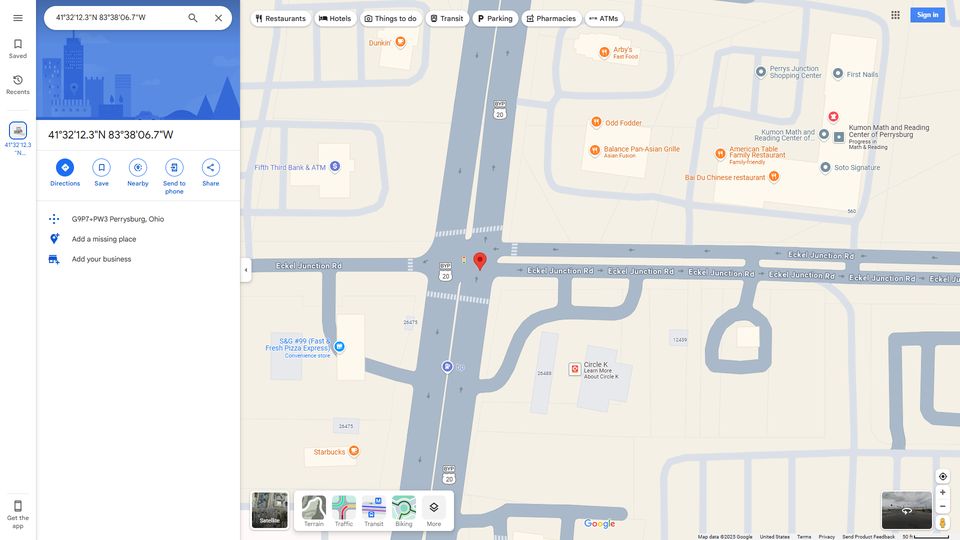 41°32'12.3"N 83°38'06.7"W
Restaurants
Hotels
Things to do
Transit
Parking
Pharmacies
ATMs
Sign in
Saved
Recents
41°32'12.3
"N...
Get the
app
41°32'12.3"N 83°38'06.7"W
Directions
Save
Nearby
Send to
phone
Share
G9P7+PW3 Perrysburg, Ohio
Add a missing place
Add your business
Dunkin'
Arby's
Fast Food
Perrys Junction
Shopping Center
First Nails
BYP
20
Odd Fodder
Kumon Math and
Reading Center of...
Kumon Math and Reading
Center of Perrysburg
Progress in
Math & Reading
Balance Pan-Asian Grille
Asian Fusion
American Table
Family Restaurant
Family-friendly
Fifth Third Bank & ATM
Soto Signature
Bai Du Chinese restaurant
560
Eckel Junction Rd
Eckel Junction Rd
BYP
20
Eckel Junction Rd
Eckel Junction Rd
Eckel Junction Rd
Eckel Junction Rd
Eckel Junction Rd
Eckel Ju
26475
S&G #99 (Fast &
Fresh Pizza Express)
Convenience store
12439
bp
26488
Circle K
Learn More
About Circle K
26475
Starbucks
BYP
20
Satellite
Terrain
Traffic
Transit
Biking
More
Google
Map data ©2025 Google
United States
Terms
Privacy
Send Product Feedback
50 ft